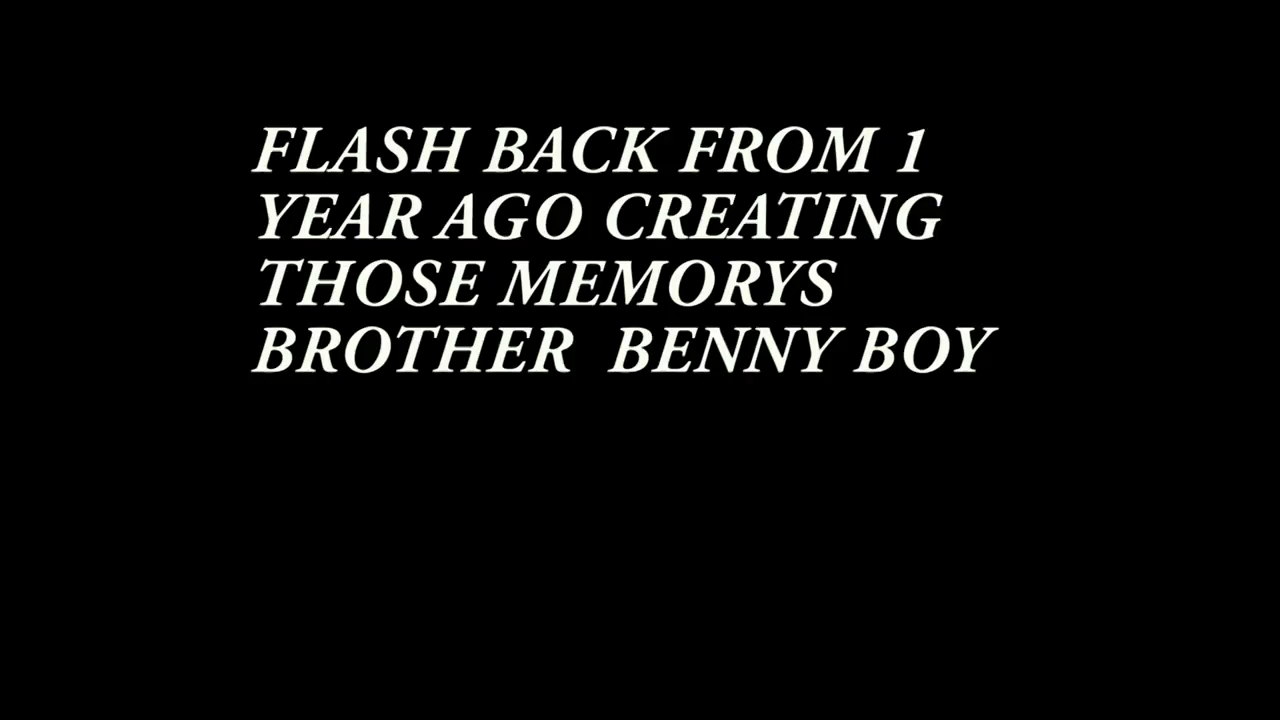 FLASH BACK FROM 1
YEAR AGO CREATING
THOSE MEMORYS
BROTHER  BENNY BOY